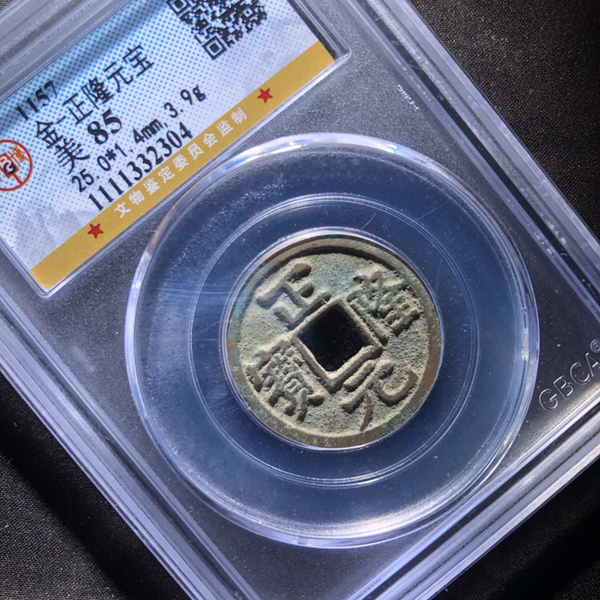 1157
金-正隆元宝
美 85
25.0*1.4mm,3.9g
1111332304
文物鉴定委员会监制
正隆元寳
GBCA®